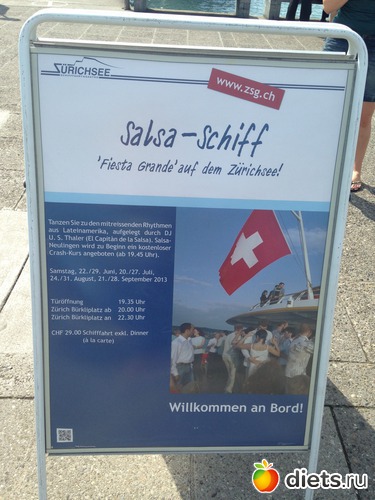 ZÜRICHSEE
www.zsg.ch
Salsa-Schiff
'Fiesta Grande' auf dem Zürichsee!
Tanzen Sie zu den mitreissenden Rhythmen
aus Lateinamerika, aufgelegt durch DJ
U. S. Thaler (El Capitán de la Salsa). Salsa-
Neulingen wird zu Beginn ein kostenloser
Crash-Kurs angeboten (ab 19.45 Uhr).
Samstag, 22./29. Juni, 20./27. Juli,
24./31. August, 21./28. September 2013
Türöffnung 19.35 Uhr
Zürich Bürkliplatz ab 20.00 Uhr
Zürich Bürkliplatz an 22.30 Uhr
CHF 29.00 Schifffahrt exkl. Dinner
(à la carte)
Willkommen an Bord!
diets.ru